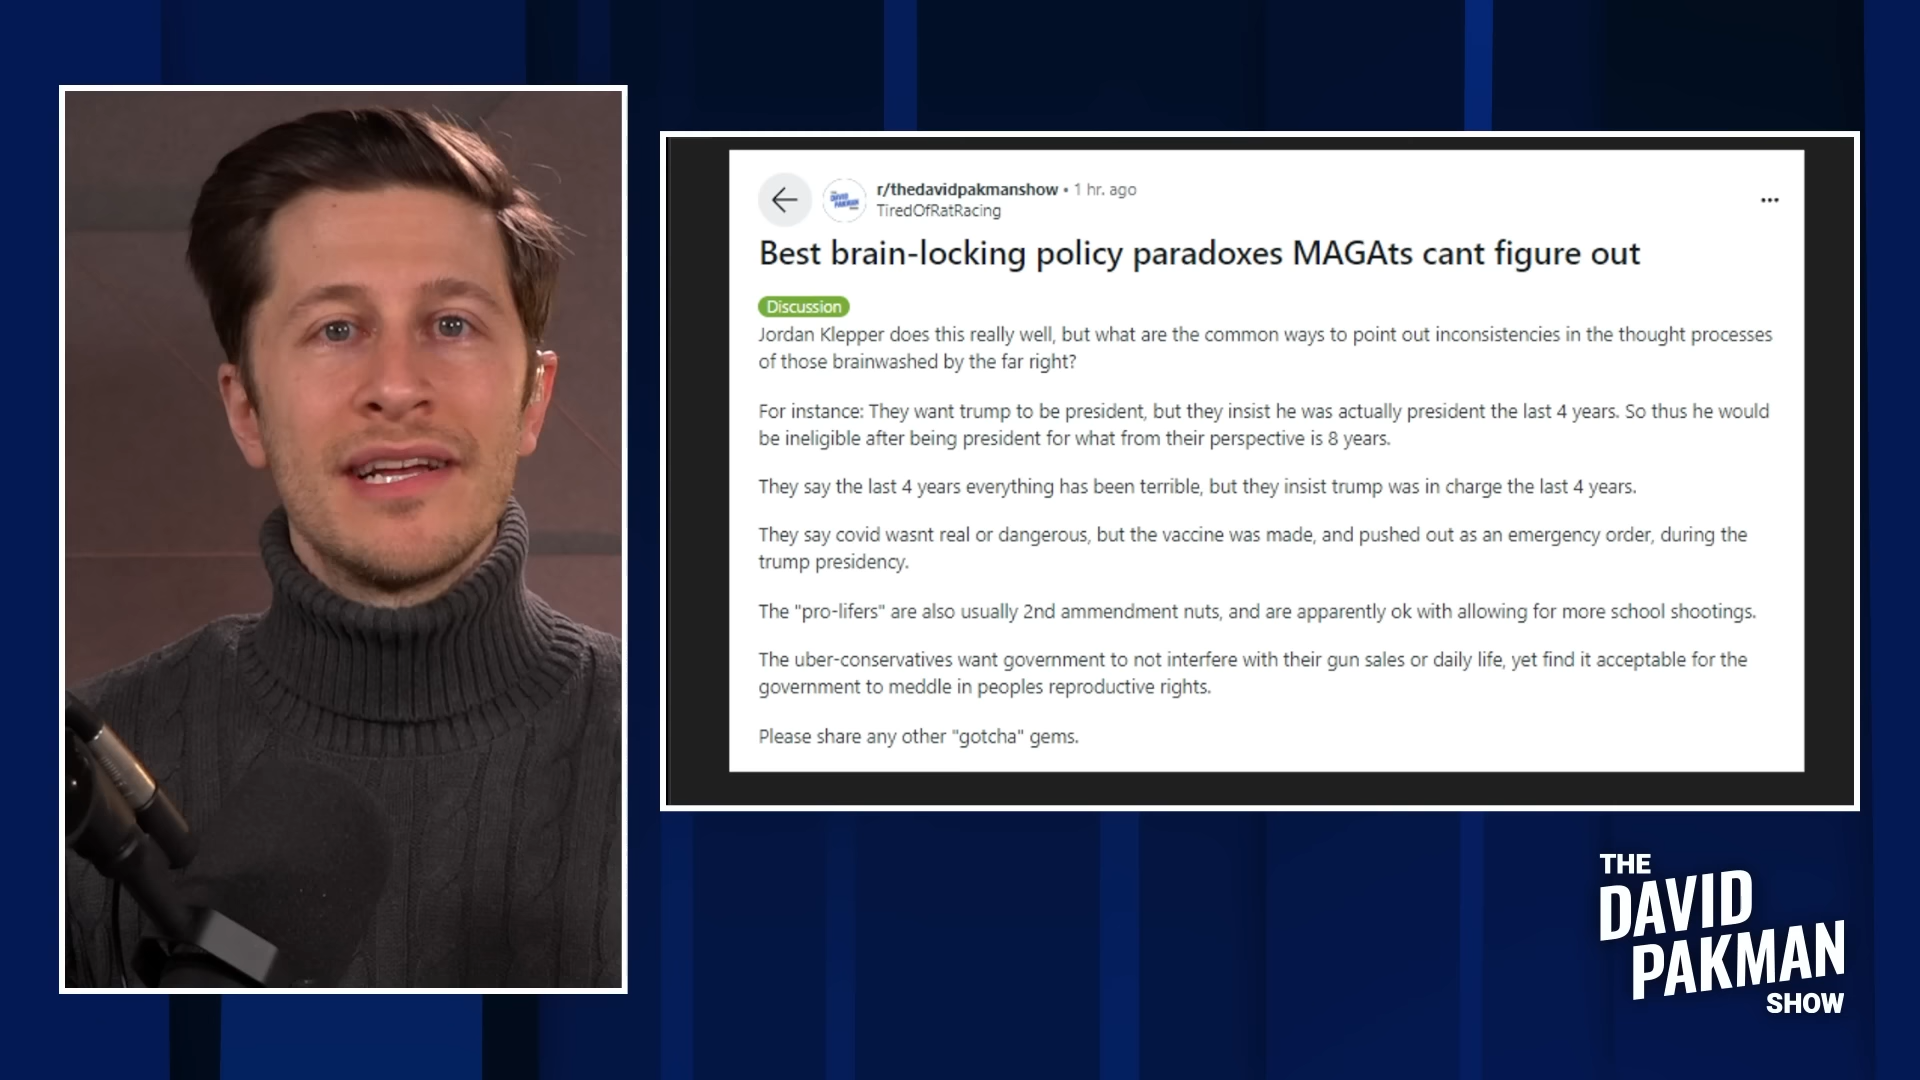 r/thedavidpakmanshow • 1 hr. ago
TiredOfRatRacing
Best brain-locking policy paradoxes MAGAts cant figure out
Discussion
Jordan Klepper does this really well, but what are the common ways to point out inconsistencies in the thought processes
of those brainwashed by the far right?
For instance: They want trump to be president, but they insist he was actually president the last 4 years. So thus he would
be ineligible after being president for what from their perspective is 8 years.
They say the last 4 years everything has been terrible, but they insist trump was in charge the last 4 years.
They say covid wasnt real or dangerous, but the vaccine was made, and pushed out as an emergency order, during the
trump presidency.
The "pro-lifers" are also usually 2nd ammendment nuts, and are apparently ok with allowing for more school shootings.
The uber-conservatives want government to not interfere with their gun sales or daily life, yet find it acceptable for the
government to meddle in peoples reproductive rights.
Please share any other "gotcha" gems.
THE
DAVID
PAKMAN
SHOW